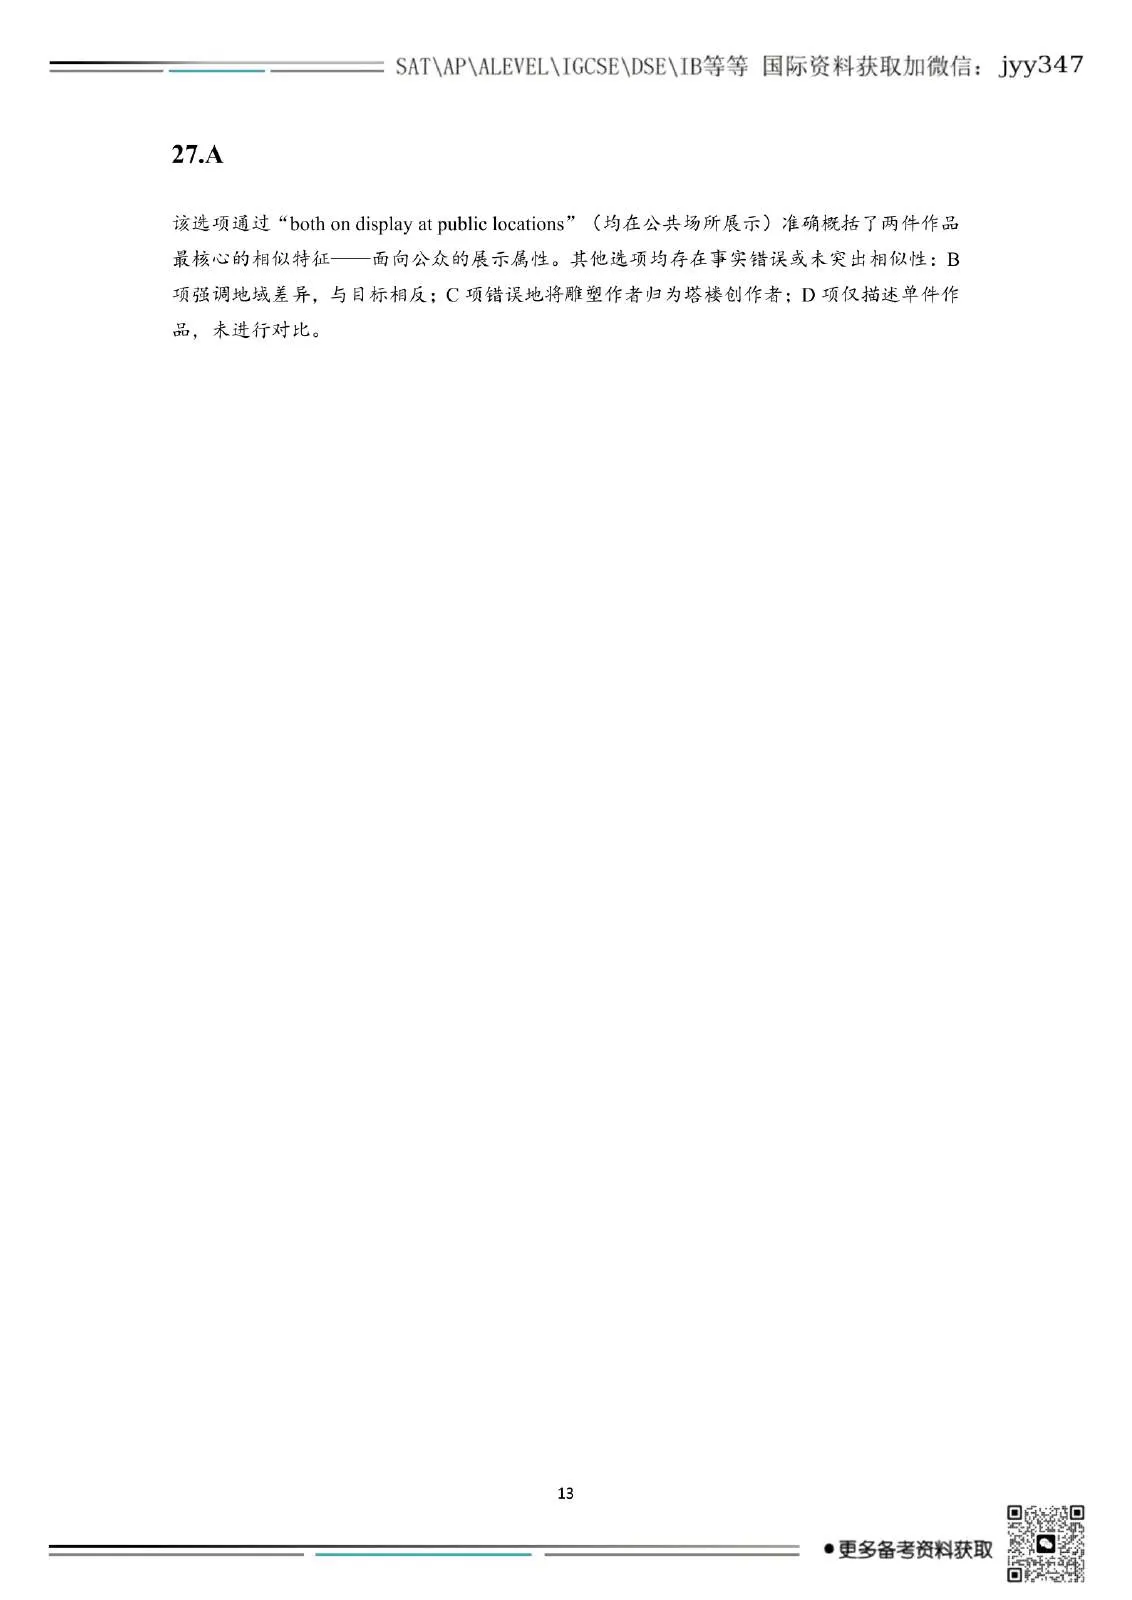 SAT\AP\ALEVEL\IGCSE\DSE\IB等等 国际资料获取加微信：jyy347
27.A
该选项通过“both on display at public locations”（均在公共场所展示）准确概括了两件作品
最核心的相似特征——面向公众的展示属性。其他选项均存在事实错误或未突出相似性：B
项强调地域差异，与目标相反；C 项错误地将雕塑作者归为塔楼创作者；D 项仅描述单件作
品，未进行对比。
13
•更多备考资料获取